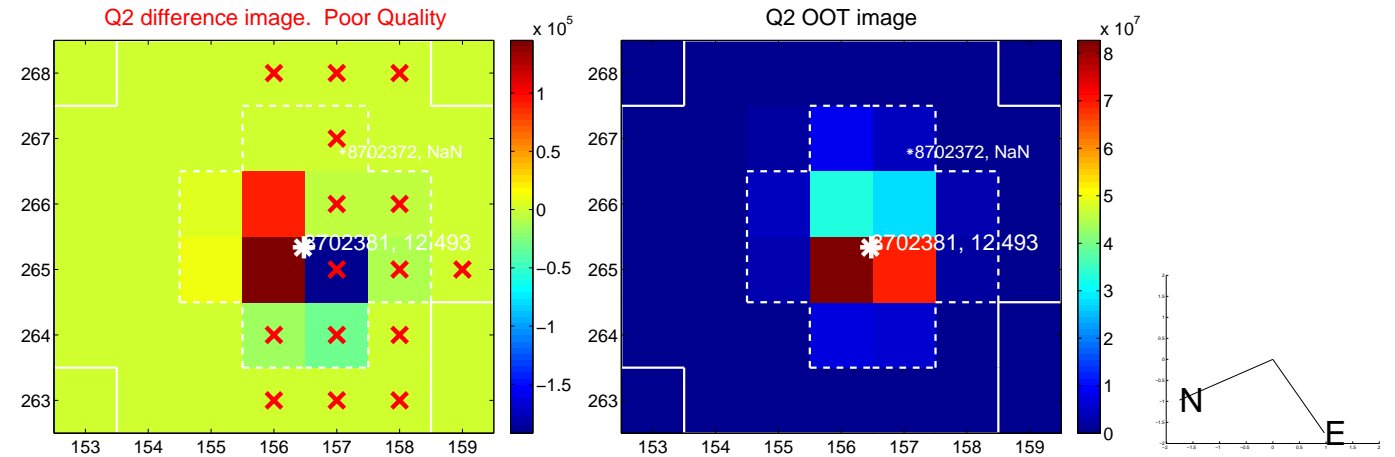 Q2 difference image. Poor Quality
Q2 OOT image
x 10^5
x 10^7
268
267
266
265
264
263
153 154 155 156 157 158 159
*8702372, NaN
8702381, 12.493
1
0.5
0
−0.5
−1
−1.5
268
267
266
265
264
263
153 154 155 156 157 158 159
*8702372, NaN
8702381, 12.493
8
7
6
5
4
3
2
1
0
N
E